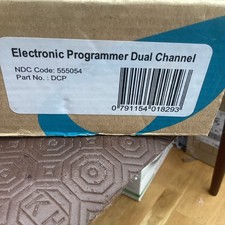 Electronic Programmer Dual Channel
NDC Code: 555054
Part No. : DCP
0 791154 018293